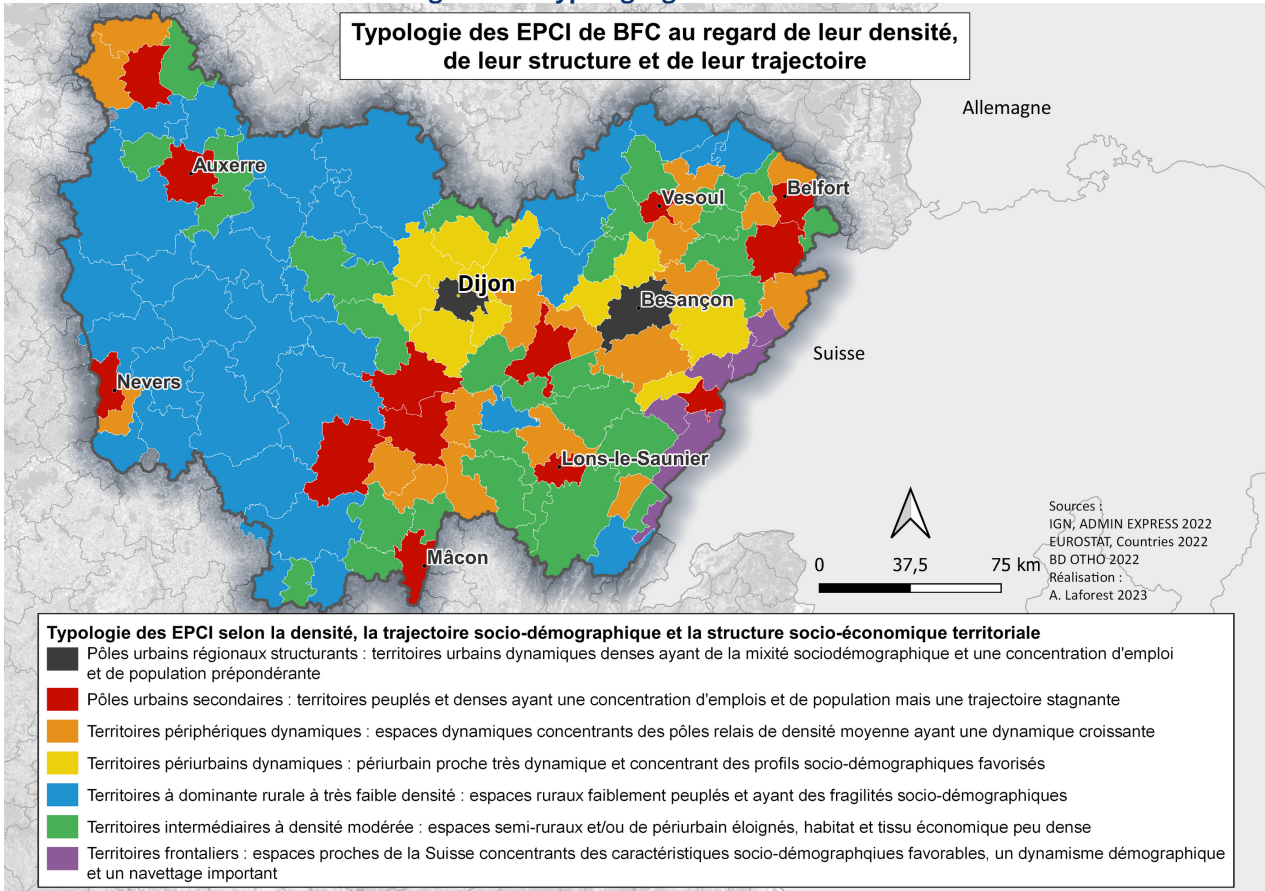 Typologie des EPCI de BFC au regard de leur densité,
de leur structure et de leur trajectoire
Allemagne
Auxerre
Vesoul
Belfort
Dijon
Besançon
Suisse
Nevers
Lons-le-Saunier
Mâcon
0 37,5 75 km
Sources :
IGN, ADMIN EXPRESS 2022
EUROSTAT, Countries 2022
BD OTHO 2022
Réalisation :
A. Laforest 2023
Typologie des EPCI selon la densité, la trajectoire socio-démographique et la structure socio-économique territoriale
Pôles urbains régionaux structurants : territoires urbains dynamiques denses ayant de la mixité sociodémographique et une concentration d'emploi
et de population prépondérante
Pôles urbains secondaires : territoires peuplés et denses ayant une concentration d'emplois et de population mais une trajectoire stagnante
Territoires périphériques dynamiques : espaces dynamiques concentrants des pôles relais de densité moyenne ayant une dynamique croissante
Territoires périurbains dynamiques : périurbain proche très dynamique et concentrant des profils socio-démographiques favorisés
Territoires à dominante rurale à très faible densité : espaces ruraux faiblement peuplés et ayant des fragilités socio-démographiques
Territoires intermédiaires à densité modérée : espaces semi-ruraux et/ou de périurbain éloignés, habitat et tissu économique peu dense
Territoires frontaliers : espaces proches de la Suisse concentrants des caractéristiques socio-démographqiues favorables, un dynamisme démographique
et un navettage important